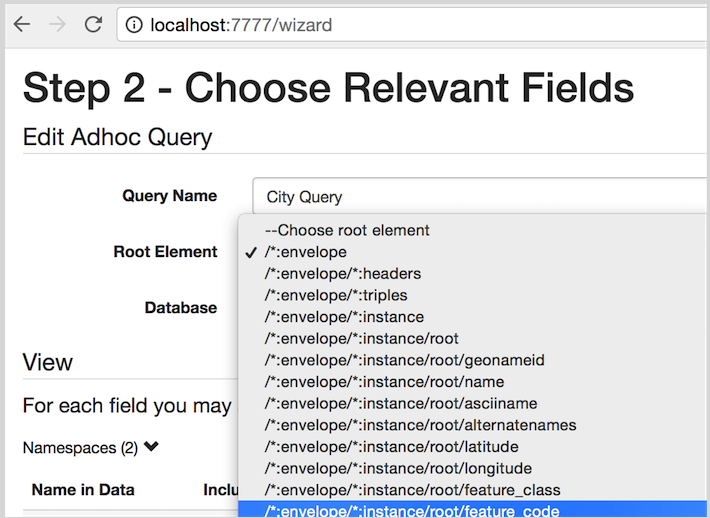 localhost:7777/wizard
Step 2 - Choose Relevant Fields
Edit Adhoc Query
Query Name City Query
--Choose root element
Root Element ✓ /*:envelope
/*:envelope/*:headers
/*:envelope/*:triples
Database
/*:envelope/*:instance
/*:envelope/*:instance/root
View
/*:envelope/*:instance/root/geonameid
/*:envelope/*:instance/root/name
For each field you may
/*:envelope/*:instance/root/asciiname
/*:envelope/*:instance/root/alternatenames
Namespaces (2)
/*:envelope/*:instance/root/latitude
/*:envelope/*:instance/root/longitude
Name in Data Inclu
/*:envelope/*:instance/root/feature_class
/*:envelope/*:instance/root/feature_code